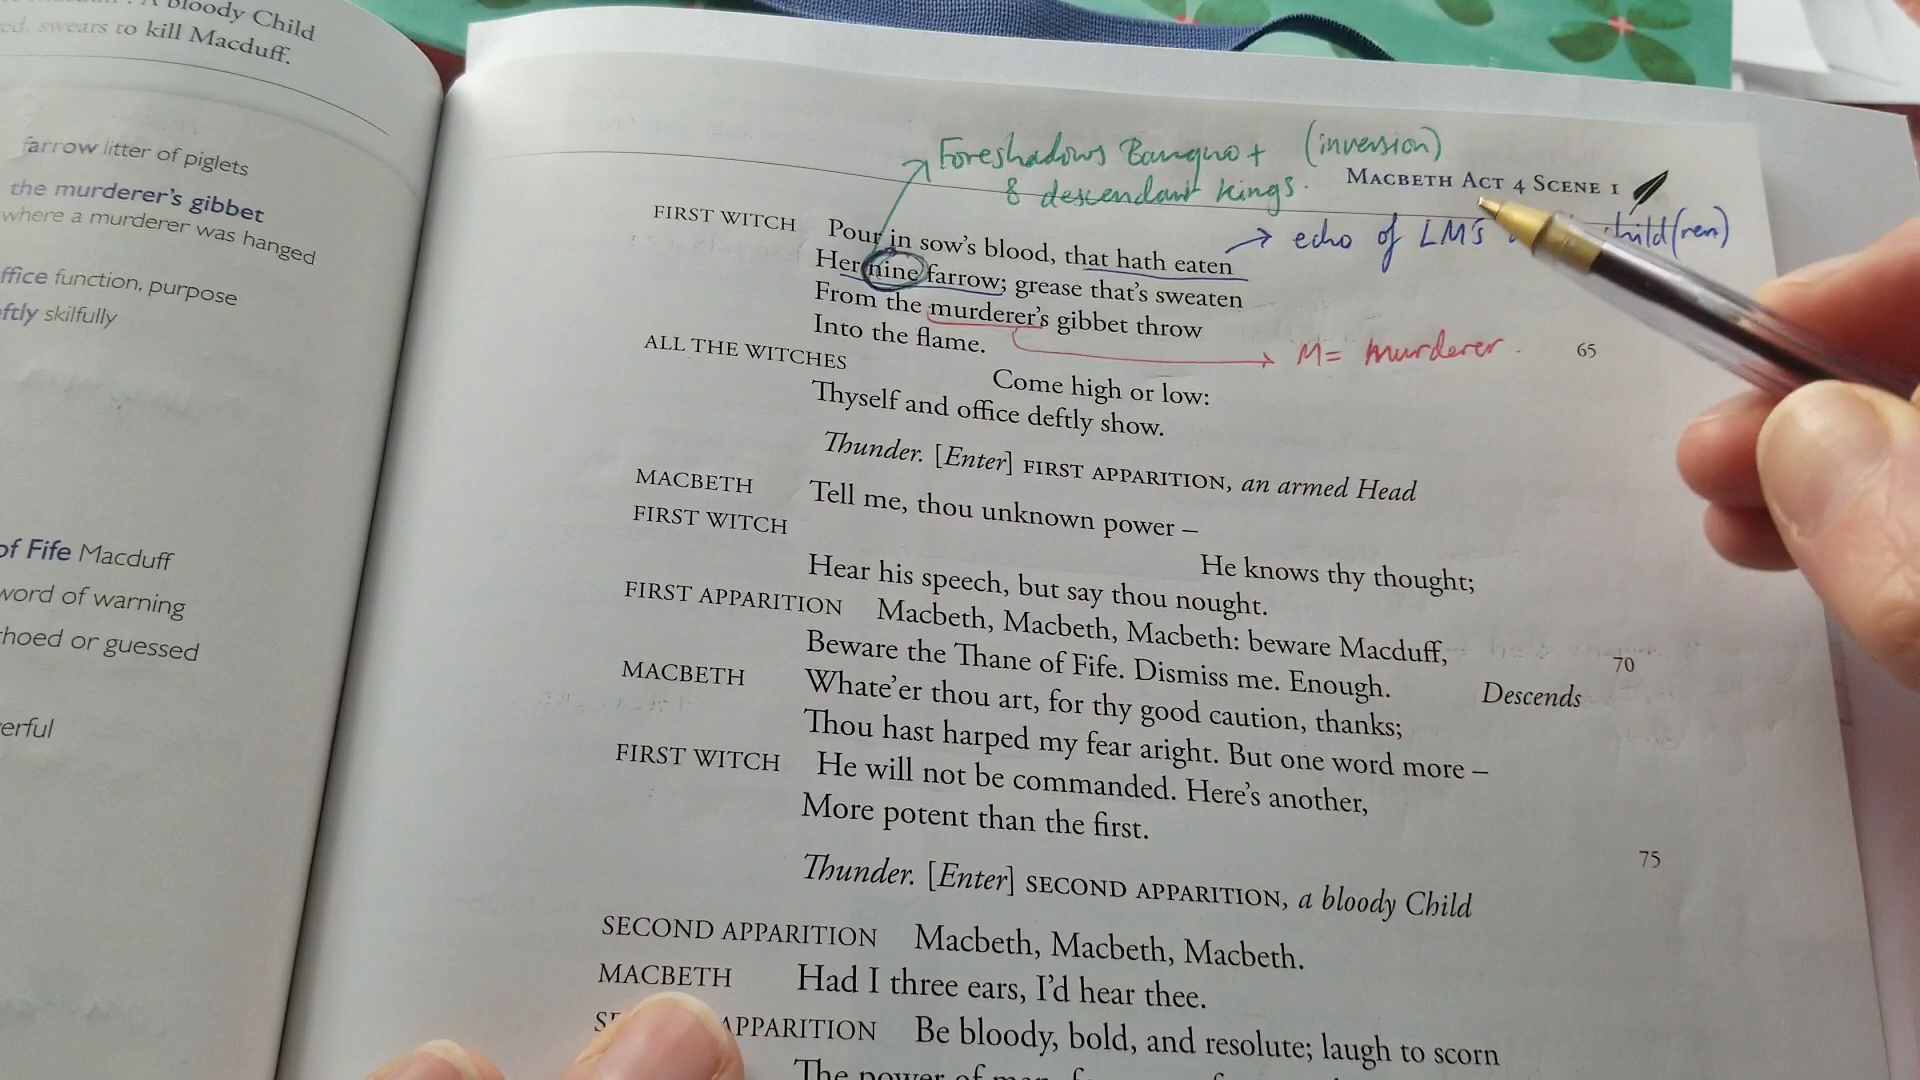 bloody Child
swears to kill Macduff.
farrow litter of piglets
the murderer's gibbet
where a murderer was hanged
office function, purpose
skilfully
of Fife Macduff
word of warning
echoed or guessed
Foreshadows Banquo + (inversion)
8 descendant kings.
MACBETH ACT 4 SCENE 1
FIRST WITCH Pour in sow's blood, that hath eaten → echo of LM's child(ren)
Her nine farrow; grease that's sweaten
From the murderer's gibbet throw
Into the flame. M= murderer. 65
ALL THE WITCHES
Come high or low:
Thyself and office deftly show.
Thunder. [Enter] FIRST APPARITION, an armed Head
MACBETH Tell me, thou unknown power –
FIRST WITCH
He knows thy thought;
Hear his speech, but say thou nought.
FIRST APPARITION Macbeth, Macbeth, Macbeth: beware Macduff,
Beware the Thane of Fife. Dismiss me. Enough. Descends 70
MACBETH Whate'er thou art, for thy good caution, thanks;
Thou hast harped my fear aright. But one word more –
FIRST WITCH He will not be commanded. Here's another,
More potent than the first. 75
Thunder. [Enter] SECOND APPARITION, a bloody Child
SECOND APPARITION Macbeth, Macbeth, Macbeth.
MACBETH Had I three ears, I'd hear thee.
APPARITION Be bloody, bold, and resolute; laugh to scorn
The power of